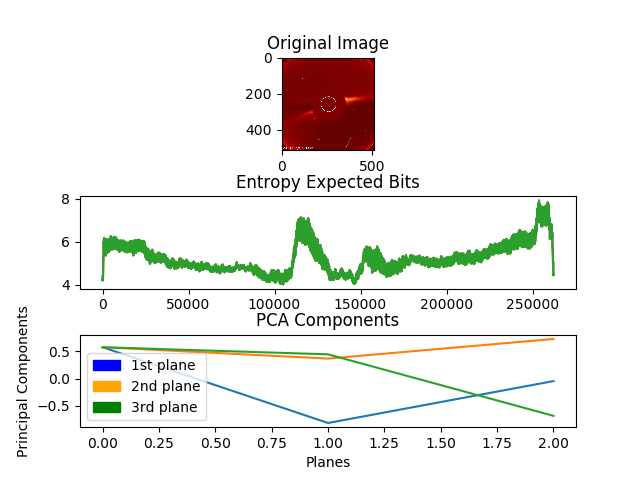 Original Image
0
200
400
0 500
Entropy Expected Bits
8
6
4
0 50000 100000 150000 200000 250000
PCA Components
Principal Components
0.5
0.0
−0.5
1st plane
2nd plane
3rd plane
0.00 0.25 0.50 0.75 1.00 1.25 1.50 1.75 2.00
Planes